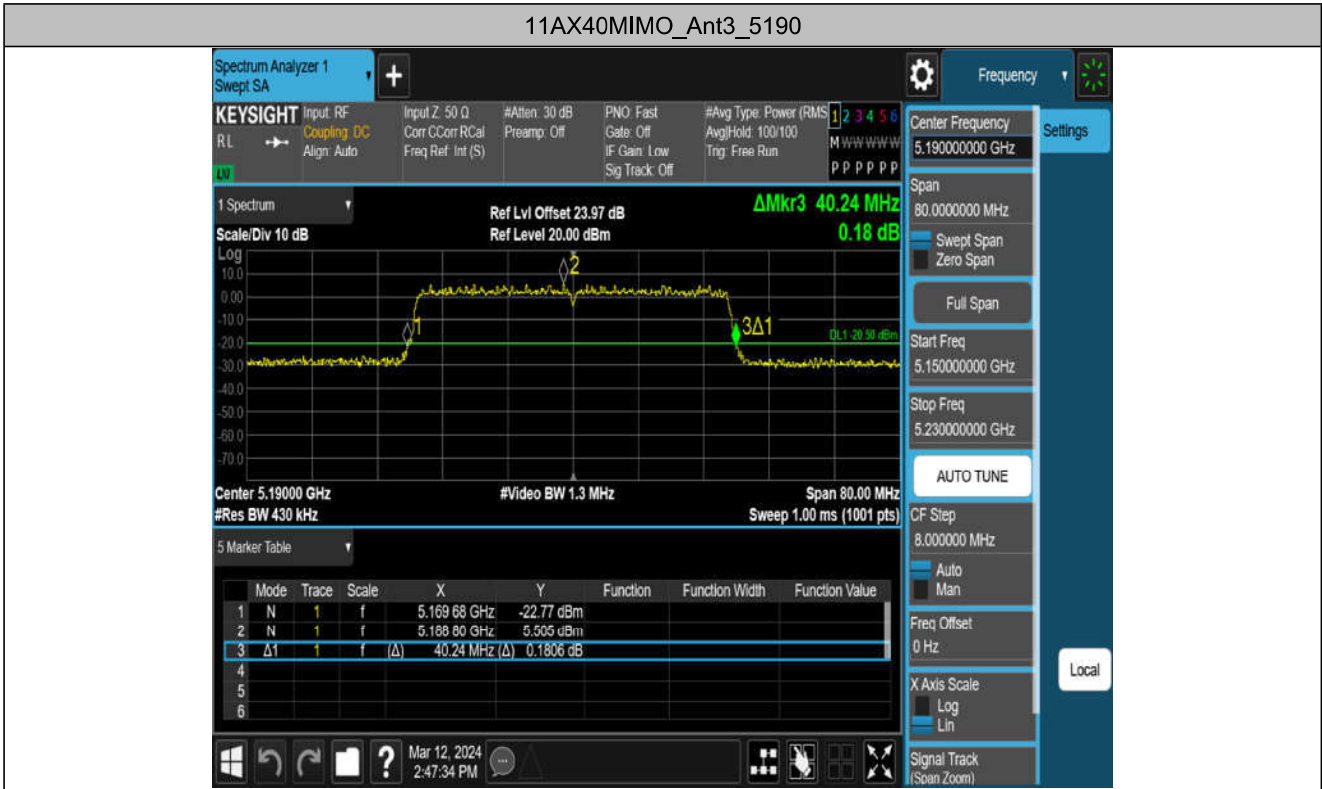 11AX40MIMO_Ant3_5190
Spectrum Analyzer 1
Swept SA
+
Frequency
KEYSIGHT
RL
LXI
Input: RF
Coupling: DC
Align: Auto
Input Z: 50 Ω
Corr CCorr RCal
Freq Ref: Int (S)
#Atten: 30 dB
Preamp: Off
PNO: Fast
Gate: Off
IF Gain: Low
Sig Track: Off
#Avg Type: Power (RMS
Avg|Hold: 100/100
Trig: Free Run
1 2 3 4 5 6
M W W W W W
P P P P P P
1 Spectrum
Scale/Div 10 dB
Ref Lvl Offset 23.97 dB
Ref Level 20.00 dBm
ΔMkr3 40.24 MHz
0.18 dB
Log
10.0
0.00
-10.0
-20.0
-30.0
-40.0
-50.0
-60.0
-70.0
2
1
3Δ1
DL1 -20.50 dBm
Center 5.19000 GHz
#Res BW 430 kHz
#Video BW 1.3 MHz
Span 80.00 MHz
Sweep 1.00 ms (1001 pts)
5 Marker Table
Mode Trace Scale X Y Function Function Width Function Value
1 N 1 f 5.169 68 GHz -22.77 dBm
2 N 1 f 5.188 80 GHz 5.505 dBm
3 Δ1 1 f (Δ) 40.24 MHz (Δ) 0.1806 dB
4
5
6
?
Mar 12, 2024
2:47:34 PM
Center Frequency
5.190000000 GHz
Settings
Span
80.0000000 MHz
Swept Span
Zero Span
Full Span
Start Freq
5.150000000 GHz
Stop Freq
5.230000000 GHz
AUTO TUNE
CF Step
8.000000 MHz
Auto
Man
Freq Offset
0 Hz
Local
X Axis Scale
Log
Lin
Signal Track
(Span Zoom)